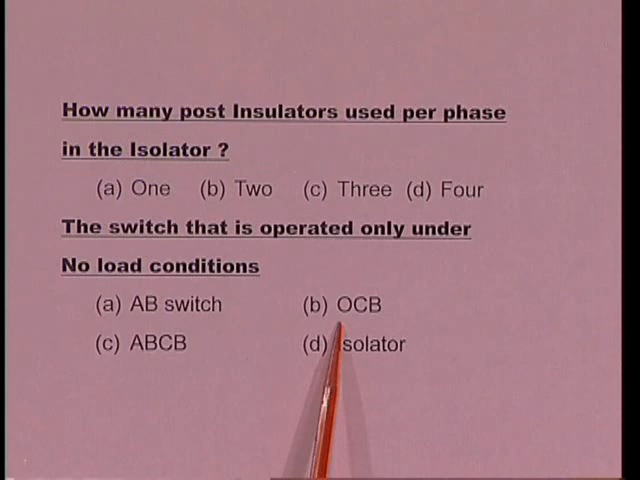 How many post Insulators used per phase
in the Isolator ?
(a) One (b) Two (c) Three (d) Four
The switch that is operated only under
No load conditions
(a) AB switch (b) OCB
(c) ABCB (d) Isolator